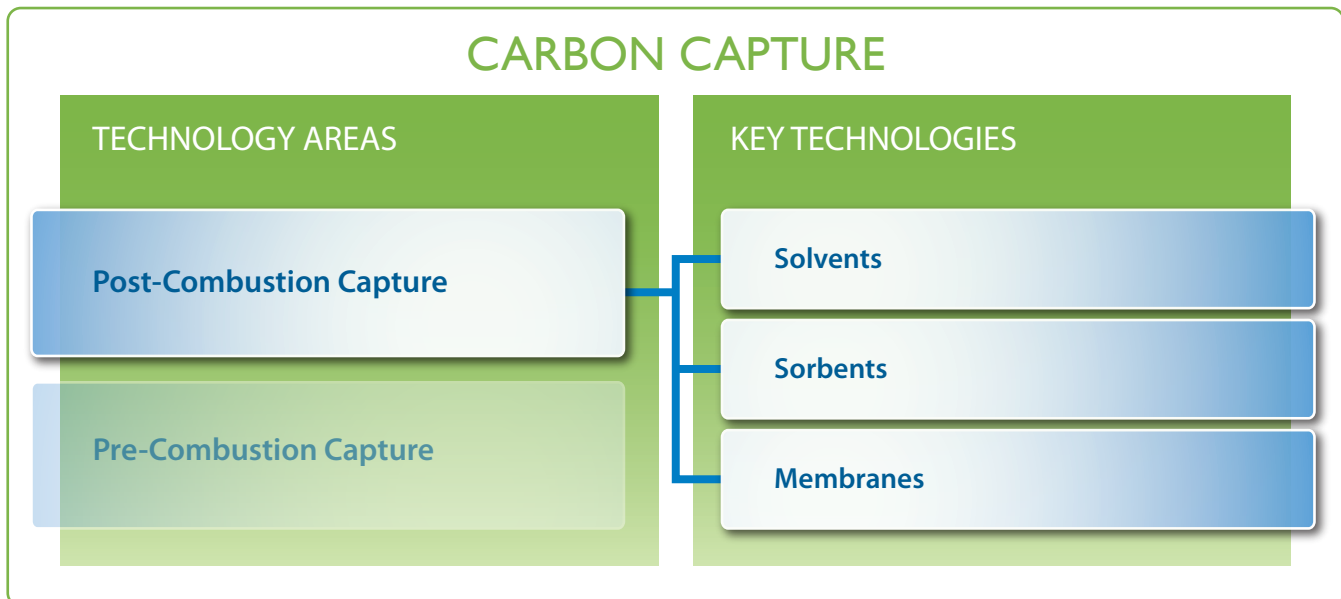 CARBON CAPTURE
TECHNOLOGY AREAS
Post-Combustion Capture
Pre-Combustion Capture
KEY TECHNOLOGIES
Solvents
Sorbents
Membranes